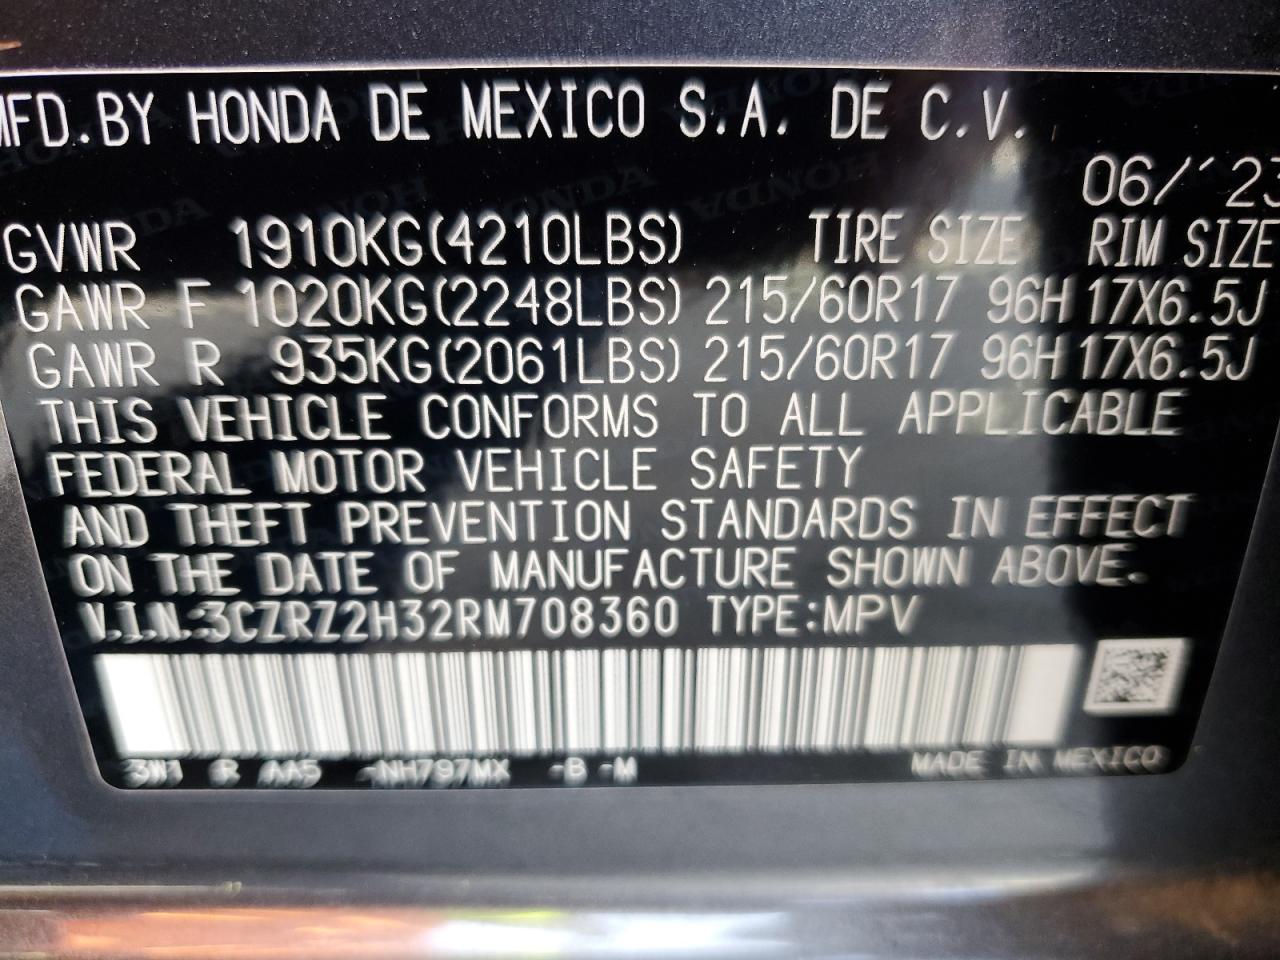 MFD.BY HONDA DE MEXICO S.A. DE C.V.
06/'23
GVWR 1910KG(4210LBS) TIRE SIZE RIM SIZE
GAWR F 1020KG(2248LBS) 215/60R17 96H 17X6.5J
GAWR R 935KG(2061LBS) 215/60R17 96H 17X6.5J
THIS VEHICLE CONFORMS TO ALL APPLICABLE
FEDERAL MOTOR VEHICLE SAFETY
AND THEFT PREVENTION STANDARDS IN EFFECT
ON THE DATE OF MANUFACTURE SHOWN ABOVE.
V.I.N.:3CZRZ2H32RM708360 TYPE:MPV
3W1 R AA5 -NH797MX -B -M MADE IN MEXICO